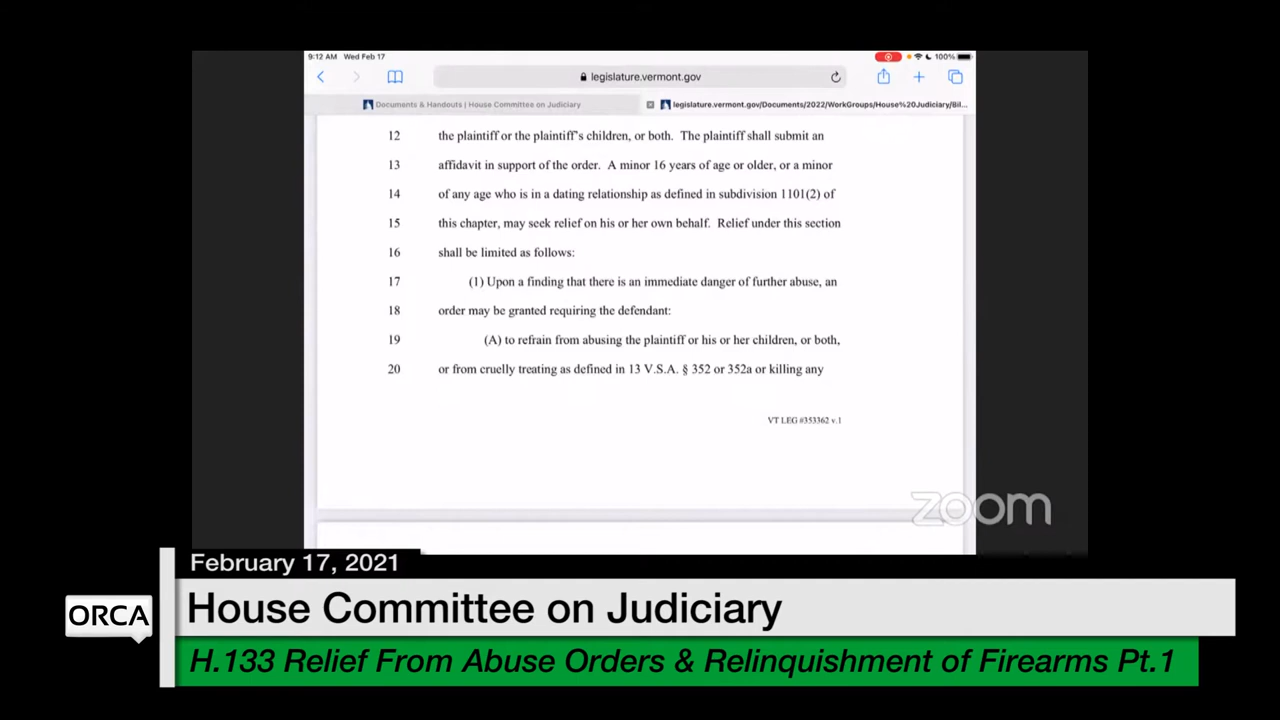 9:12 AM Wed Feb 17
100%
legislature.vermont.gov
Documents & Handouts | House Committee on Judiciary
legislature.vermont.gov/Documents/2022/WorkGroups/House%20Judiciary/Bil...
12 the plaintiff or the plaintiff's children, or both. The plaintiff shall submit an
13 affidavit in support of the order. A minor 16 years of age or older, or a minor
14 of any age who is in a dating relationship as defined in subdivision 1101(2) of
15 this chapter, may seek relief on his or her own behalf. Relief under this section
16 shall be limited as follows:
17 (1) Upon a finding that there is an immediate danger of further abuse, an
18 order may be granted requiring the defendant:
19 (A) to refrain from abusing the plaintiff or his or her children, or both,
20 or from cruelly treating as defined in 13 V.S.A. § 352 or 352a or killing any
VT LEG #353362 v.1
zoom
February 17, 2021
ORCA
House Committee on Judiciary
H.133 Relief From Abuse Orders & Relinquishment of Firearms Pt.1